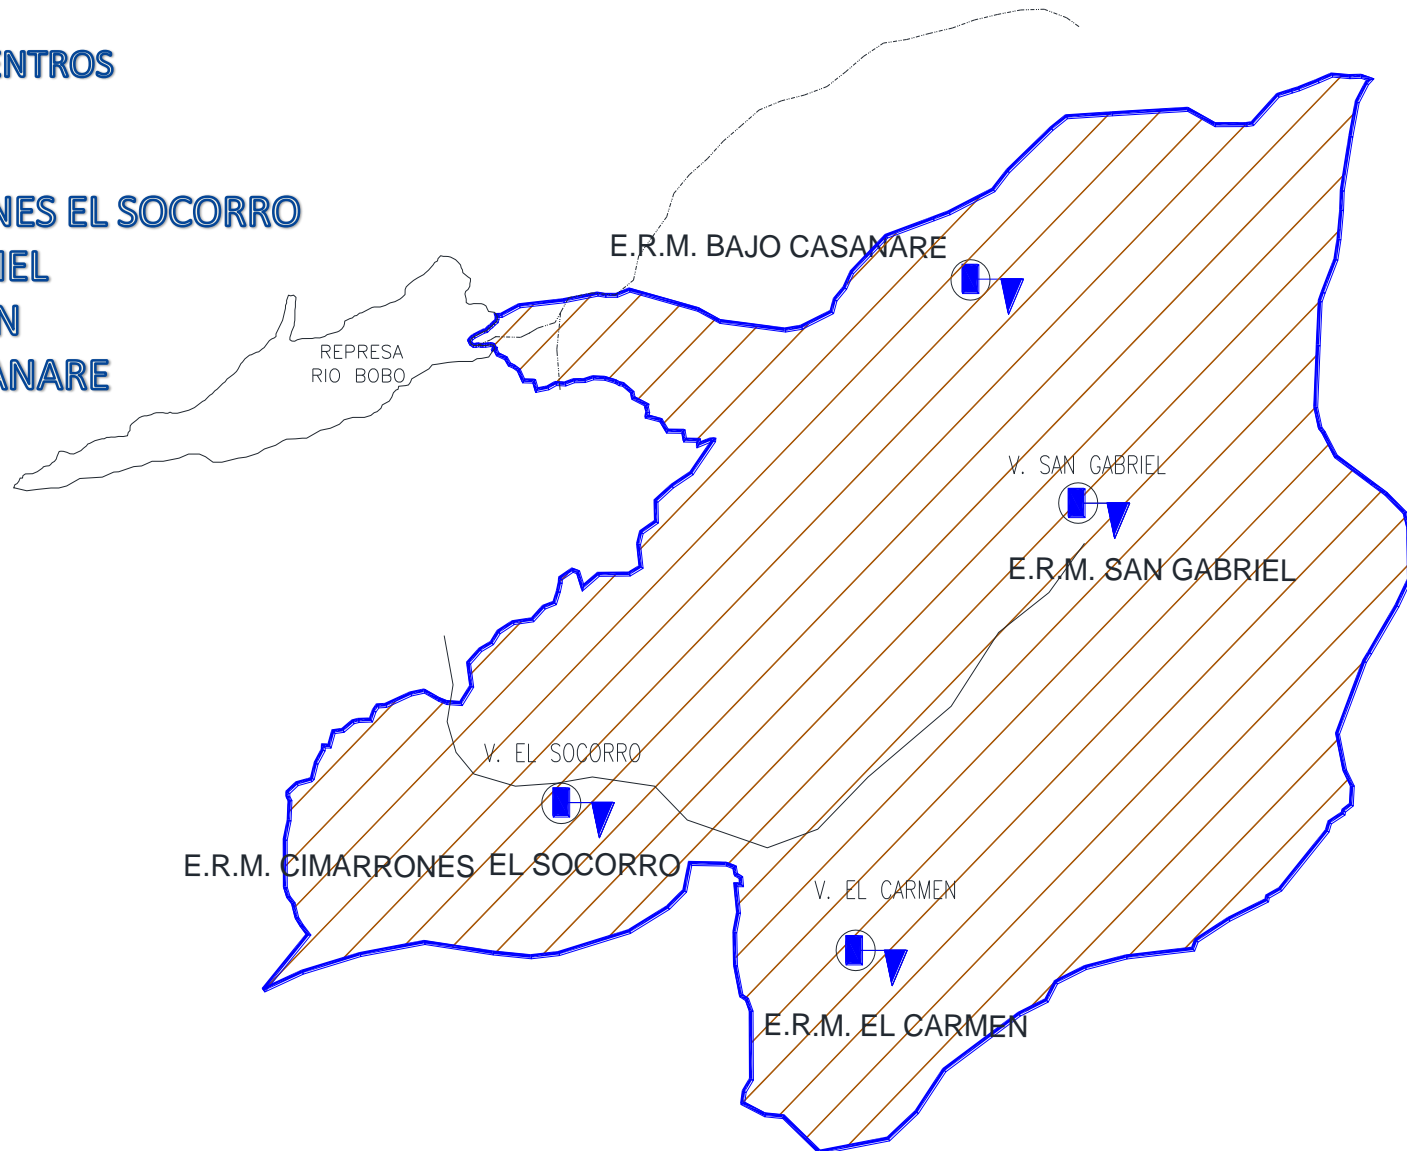 ENTROS
NES EL SOCORRO
IEL
N
ANARE
E.R.M. BAJO CASANARE
REPRESA
RIO BOBO
V. SAN GABRIEL
E.R.M. SAN GABRIEL
V. EL SOCORRO
E.R.M. CIMARRONES EL SOCORRO
V. EL CARMEN
E.R.M. EL CARMEN